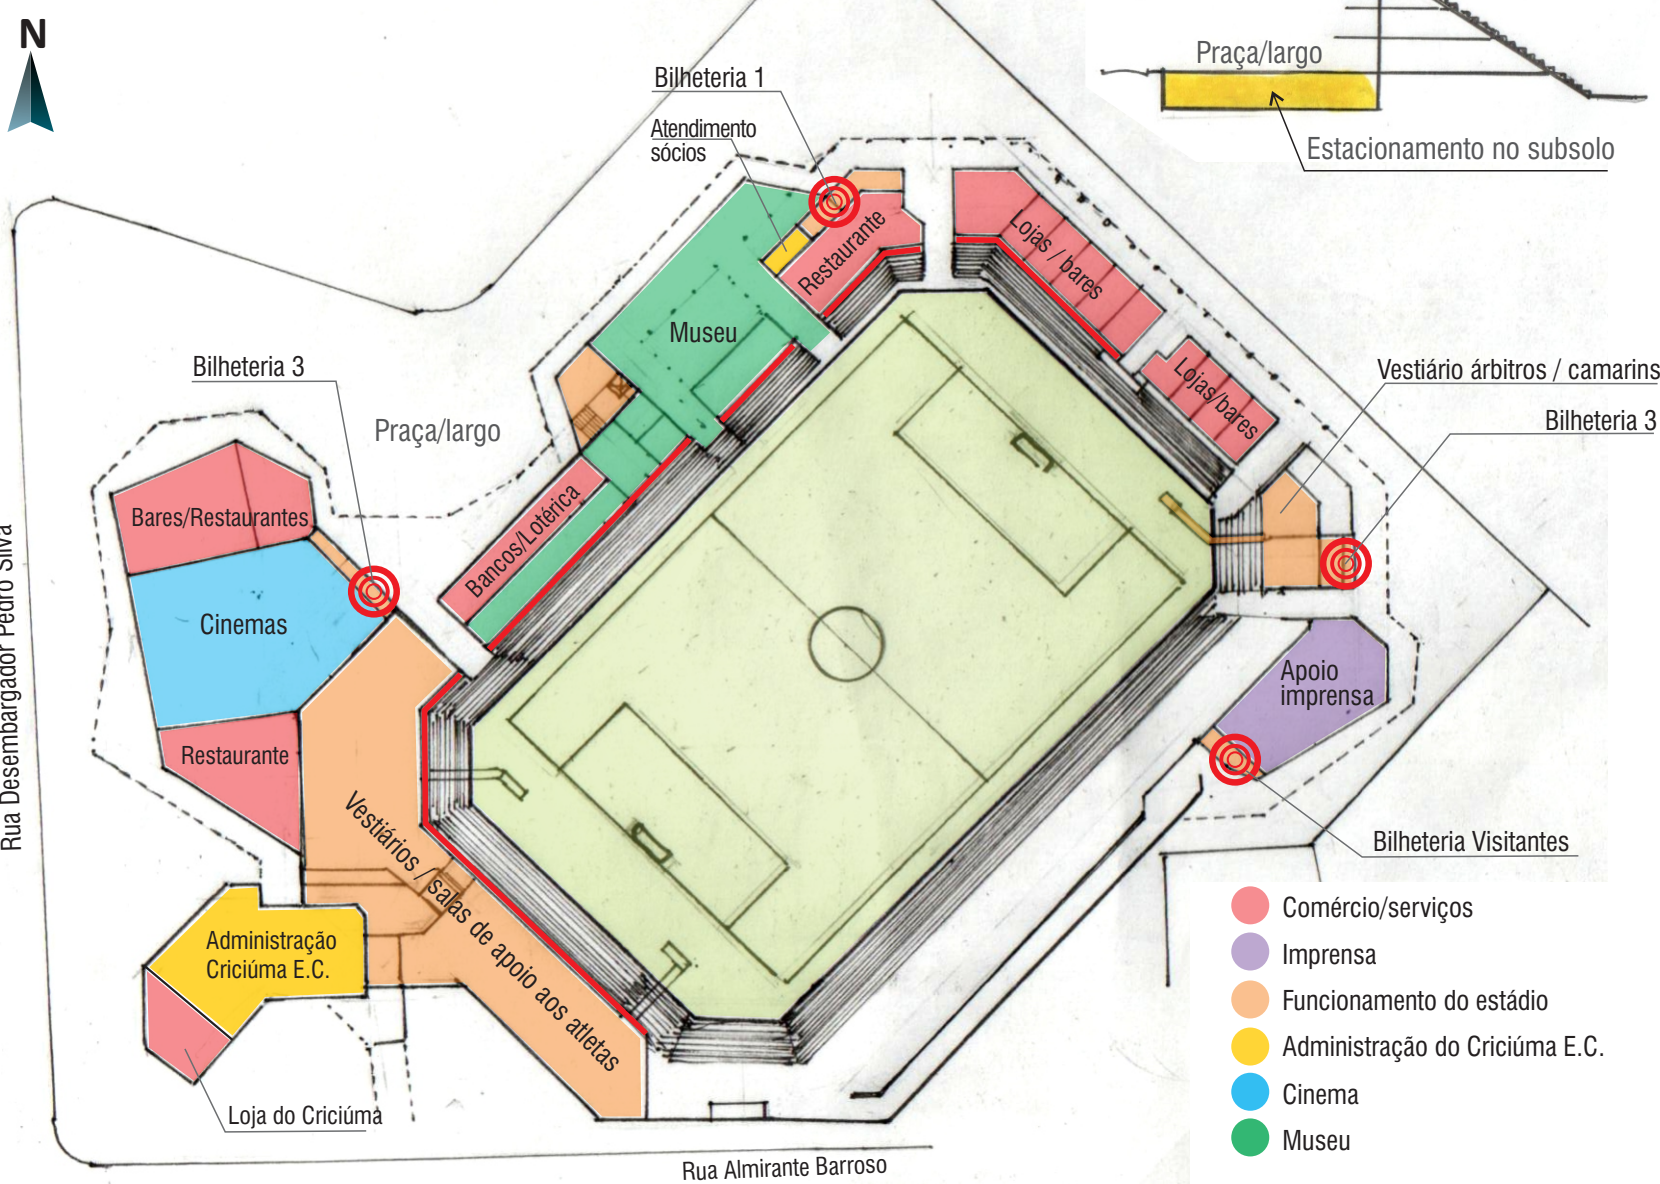 N
Praça/largo
Estacionamento no subsolo
Bilheteria 1
Atendimento
sócios
Restaurante
Lojas / bares
Museu
Lojas/bares
Bilheteria 3
Vestiário árbitros / camarins
Bilheteria 3
Praça/largo
Bares/Restaurantes
Bancos/Lotérica
Cinemas
Rua Desembargador Pedro Silva
Apoio
imprensa
Restaurante
Vestiários / salas de apoio aos atletas
Bilheteria Visitantes
Administração
Criciúma E.C.
Loja do Criciúma
Rua Almirante Barroso
Comércio/serviços
Imprensa
Funcionamento do estádio
Administração do Criciúma E.C.
Cinema
Museu